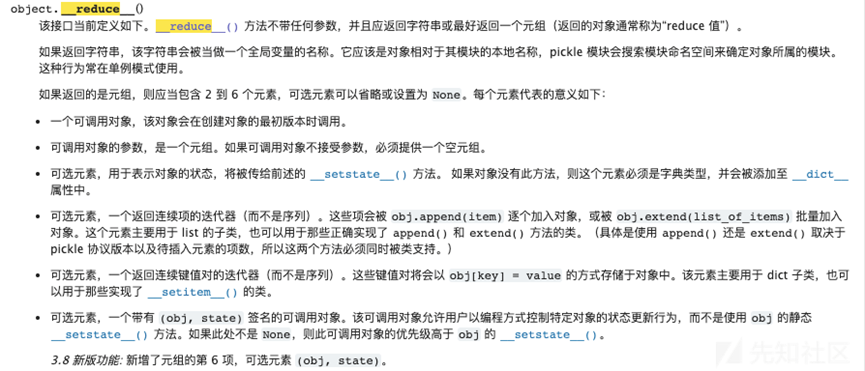 object.__reduce__()
该接口当前定义如下。__reduce__() 方法不带任何参数，并且应返回字符串或最好返回一个元组（返回的对象通常称为“reduce 值”）。
如果返回字符串，该字符串会被当做一个全局变量的名称。它应该是对象相对于其模块的本地名称，pickle 模块会搜索模块命名空间来确定对象所属的模块。
这种行为常在单例模式使用。
如果返回的是元组，则应当包含 2 到 6 个元素，可选元素可以省略或设置为 None。每个元素代表的意义如下：
• 一个可调用对象，该对象会在创建对象的最初版本时调用。
• 可调用对象的参数，是一个元组。如果可调用对象不接受参数，必须提供一个空元组。
• 可选元素，用于表示对象的状态，将被传给前述的 __setstate__() 方法。 如果对象没有此方法，则这个元素必须是字典类型，并会被添加至 __dict__
属性中。
• 可选元素，一个返回连续项的迭代器（而不是序列）。这些项会被 obj.append(item) 逐个加入对象，或被 obj.extend(list_of_items) 批量加入
对象。这个元素主要用于 list 的子类，也可以用于那些正确实现了 append() 和 extend() 方法的类。（具体是使用 append() 还是 extend() 取决于
pickle 协议版本以及待插入元素的项数，所以这两个方法必须同时被类支持。）
• 可选元素，一个返回连续键值对的迭代器（而不是序列）。这些键值对将会以 obj[key] = value 的方式存储于对象中。该元素主要用于 dict 子类，也可
以用于那些实现了 __setitem__() 的类。
• 可选元素，一个带有 (obj, state) 签名的可调用对象。该可调用对象允许用户以编程方式控制特定对象的状态更新行为，而不是使用 obj 的静态
__setstate__() 方法。如果此处不是 None，则此可调用对象的优先级高于 obj 的 __setstate__()。
3.8 新版功能: 新增了元组的第 6 项，可选元素 (obj, state)。
先知社区